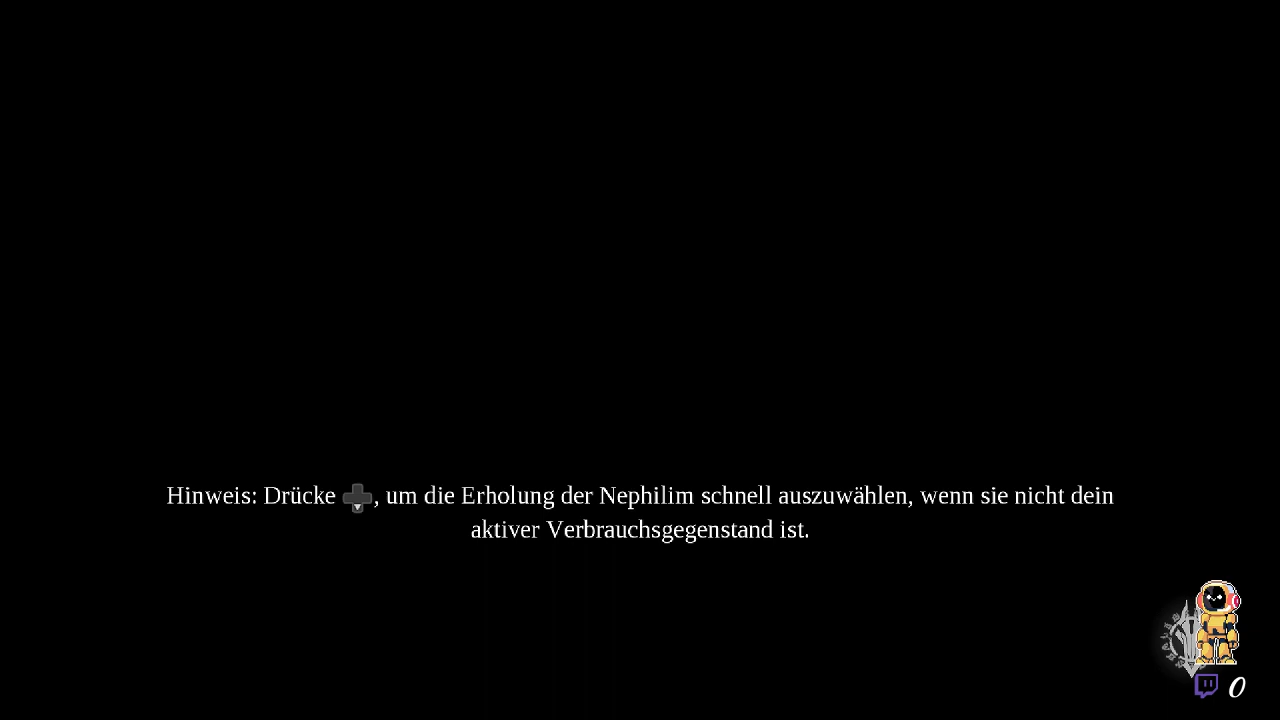 Hinweis: Drücke , um die Erholung der Nephilim schnell auszuwählen, wenn sie nicht dein
aktiver Verbrauchsgegenstand ist.
0